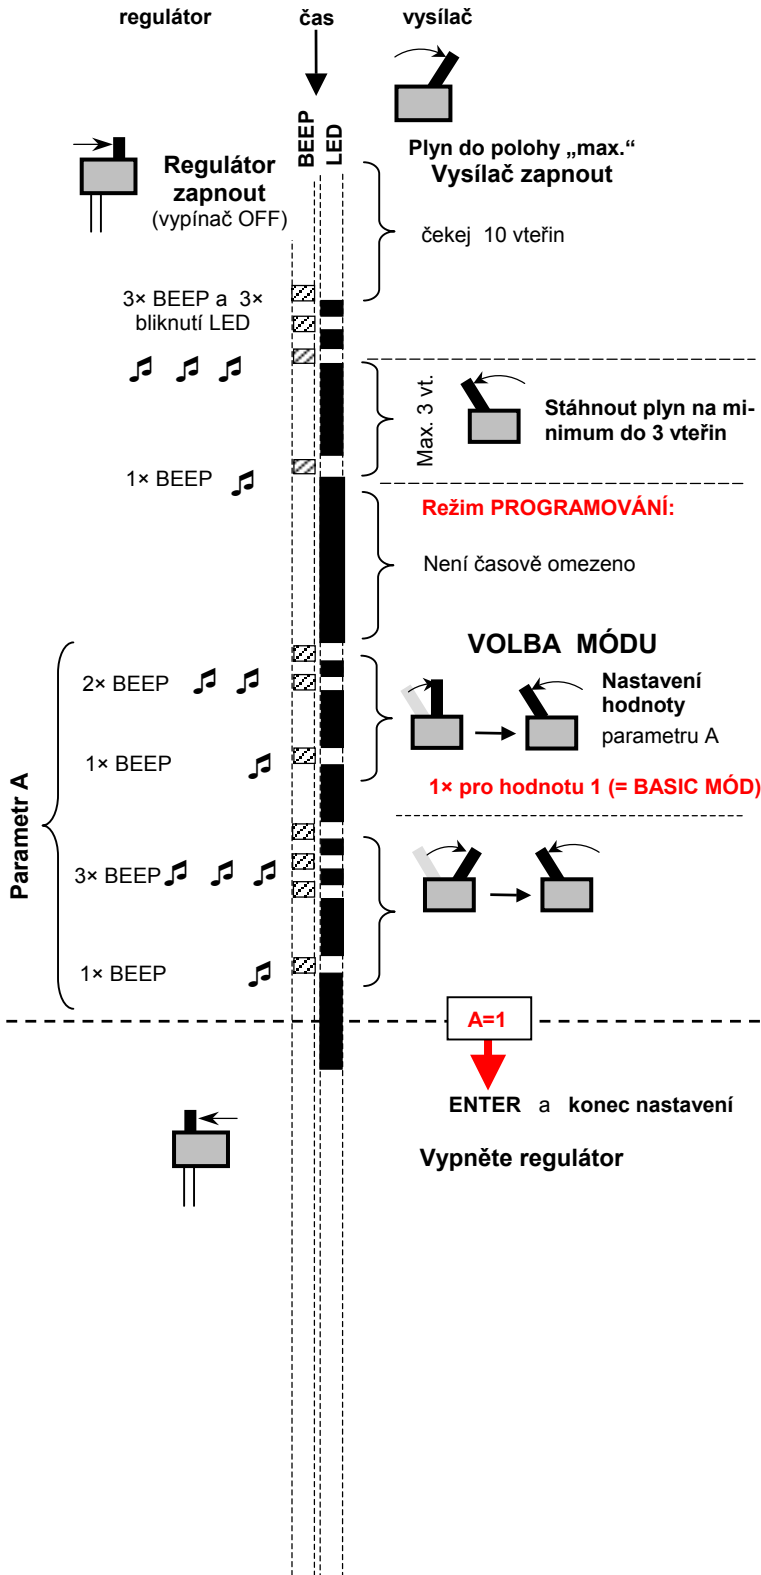 regulátor
čas
vysílač
BEEP
LED
Plyn do polohy „max.“
Vysílač zapnout
Regulátor
zapnout
(vypínač OFF)
čekej 10 vteřin
3× BEEP a 3×
bliknutí LED
Max. 3 vt.
Stáhnout plyn na mi-
nimum do 3 vteřin
1× BEEP
Režim PROGRAMOVÁNÍ:
Není časově omezeno
VOLBA MÓDU
Parametr A
2× BEEP
Nastavení
hodnoty
parametru A
1× BEEP
1× pro hodnotu 1 (= BASIC MÓD)
3× BEEP
1× BEEP
A=1
ENTER a konec nastavení
Vypněte regulátor